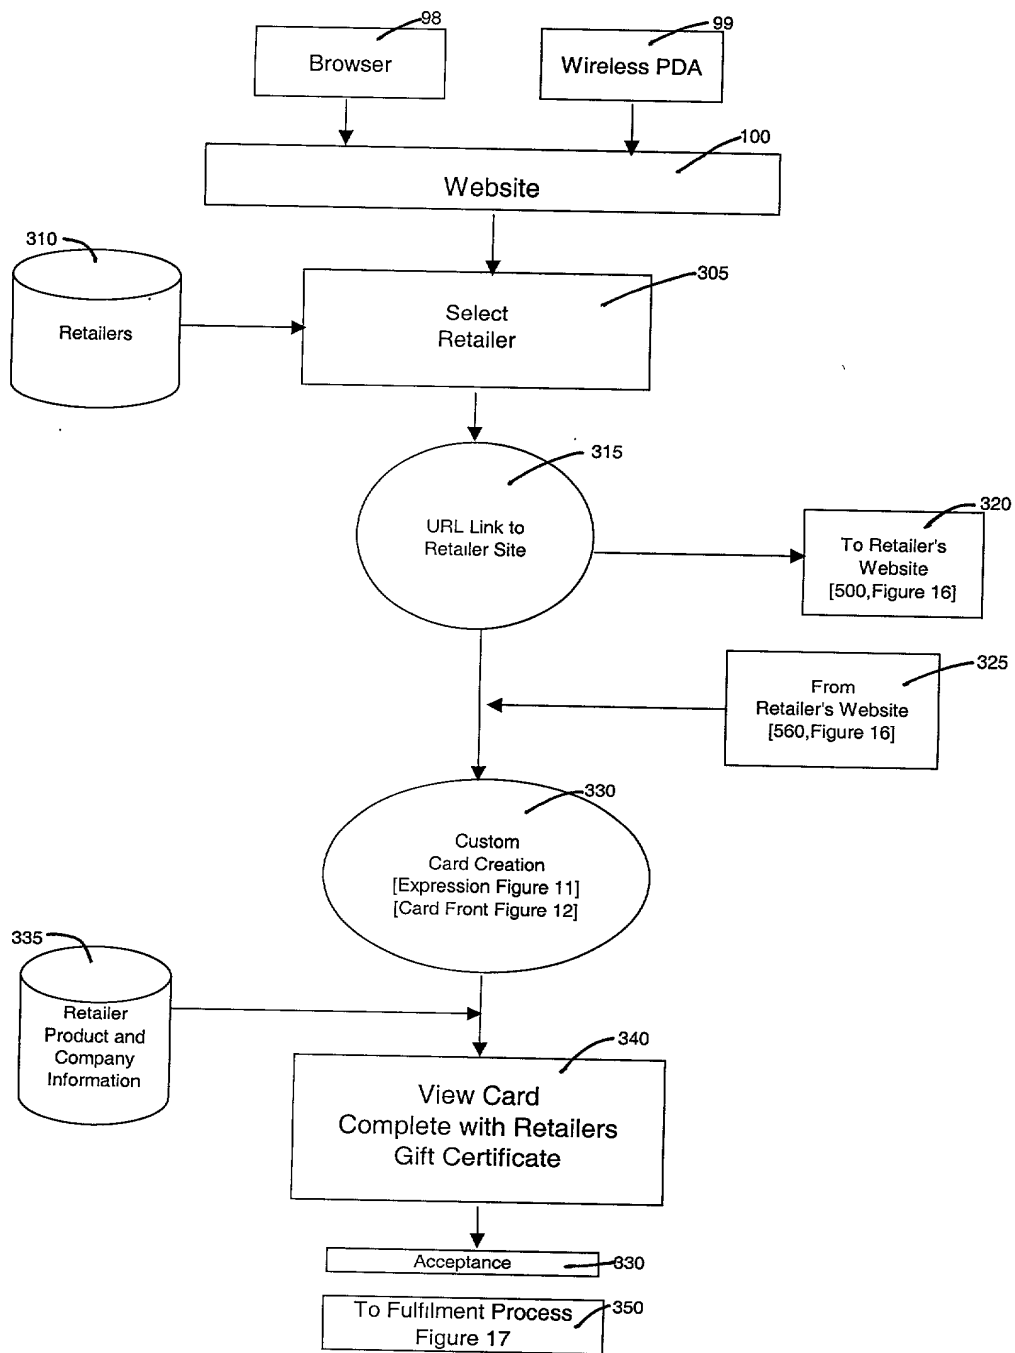 98
Browser
99
Wireless PDA
100
Website
310
Retailers
305
Select
Retailer
315
URL Link to
Retailer Site
320
To Retailer's
Website
[500,Figure 16]
325
From
Retailer's Website
[560,Figure 16]
330
Custom
Card Creation
[Expression Figure 11]
[Card Front Figure 12]
335
Retailer
Product and
Company
Information
340
View Card
Complete with Retailers
Gift Certificate
Acceptance
330
To Fulfilment Process
Figure 17
350